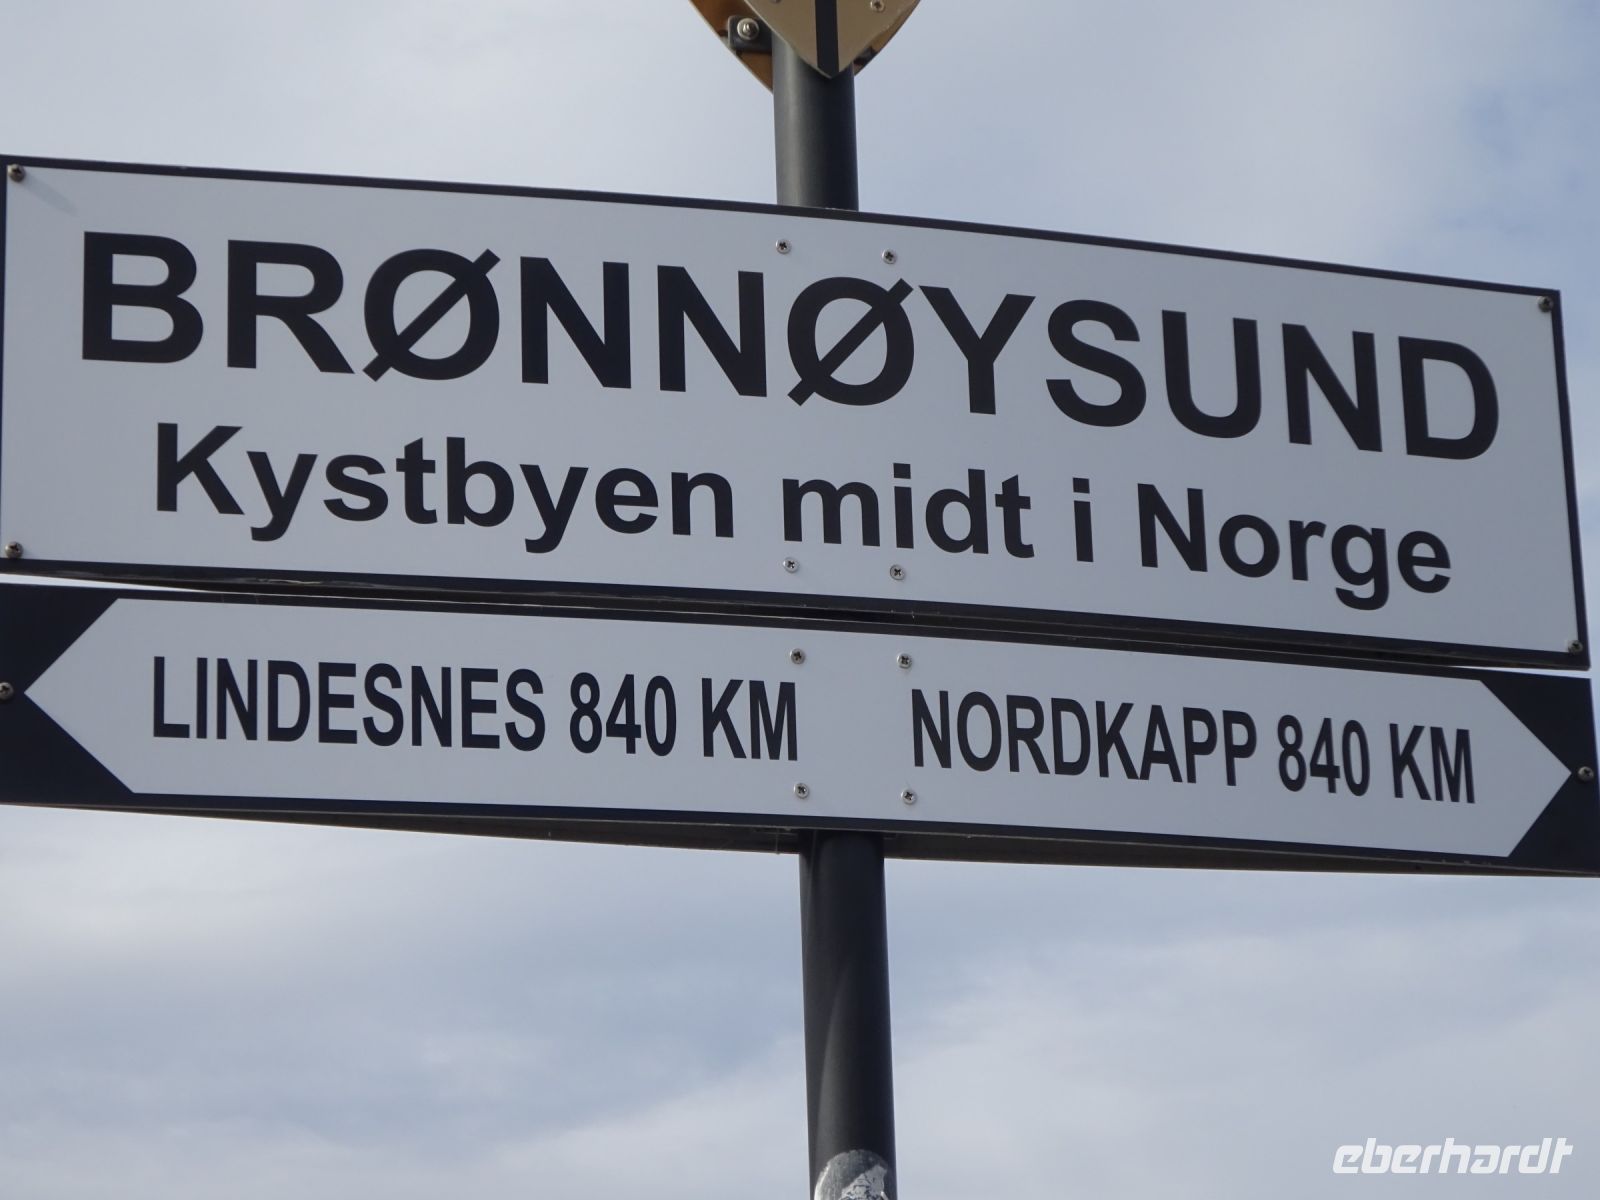 BRØNNØYSUND
Kystbyen midt i Norge
LINDESNES 840 KM
NORDKAPP 840 KM
eberhardt